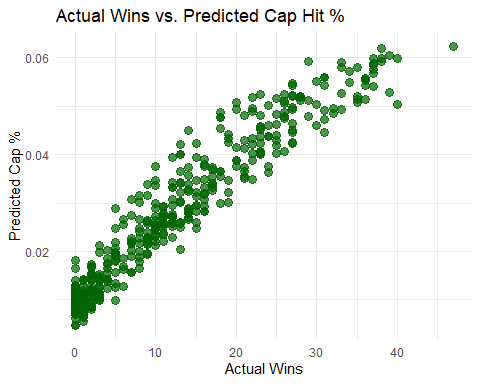 Actual Wins vs. Predicted Cap Hit %
0.06
0.04
0.02
Predicted Cap %
0 10 20 30 40
Actual Wins